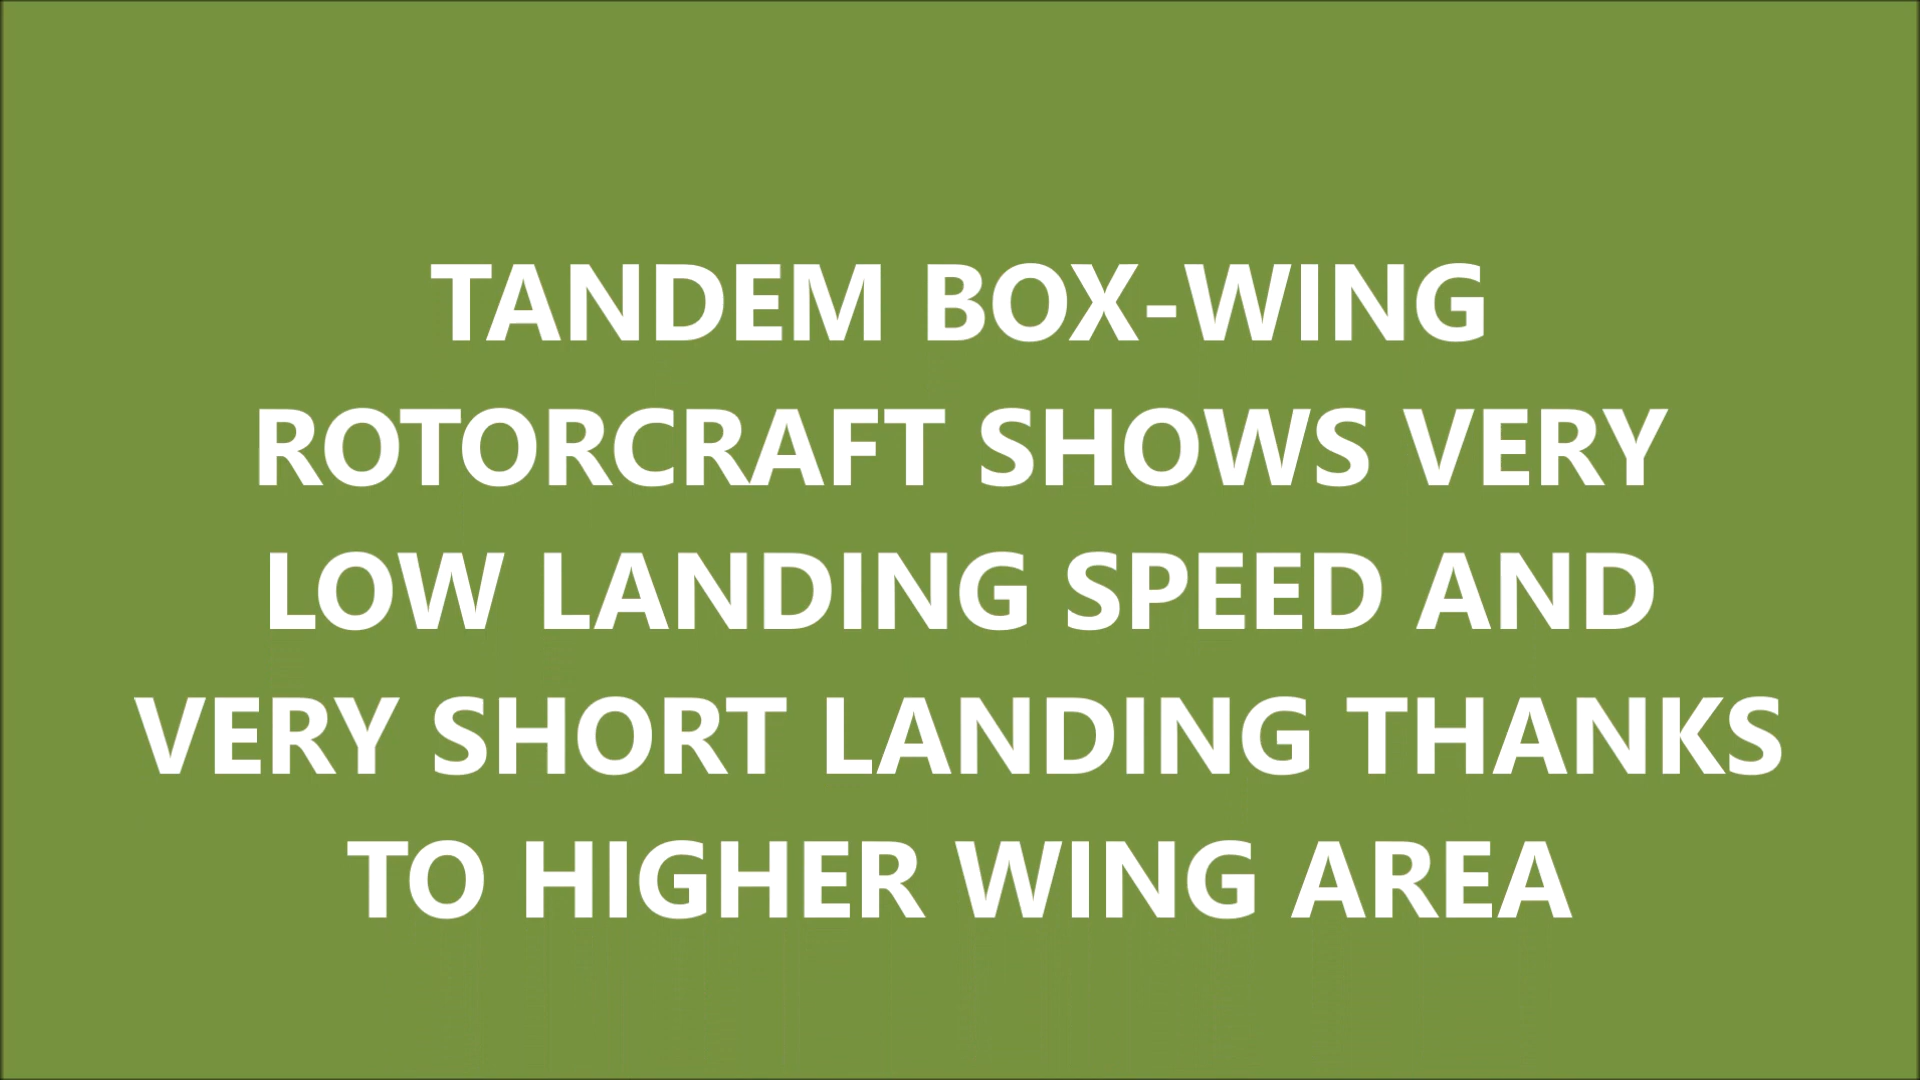 TANDEM BOX-WING
ROTORCRAFT SHOWS VERY
LOW LANDING SPEED AND
VERY SHORT LANDING THANKS
TO HIGHER WING AREA